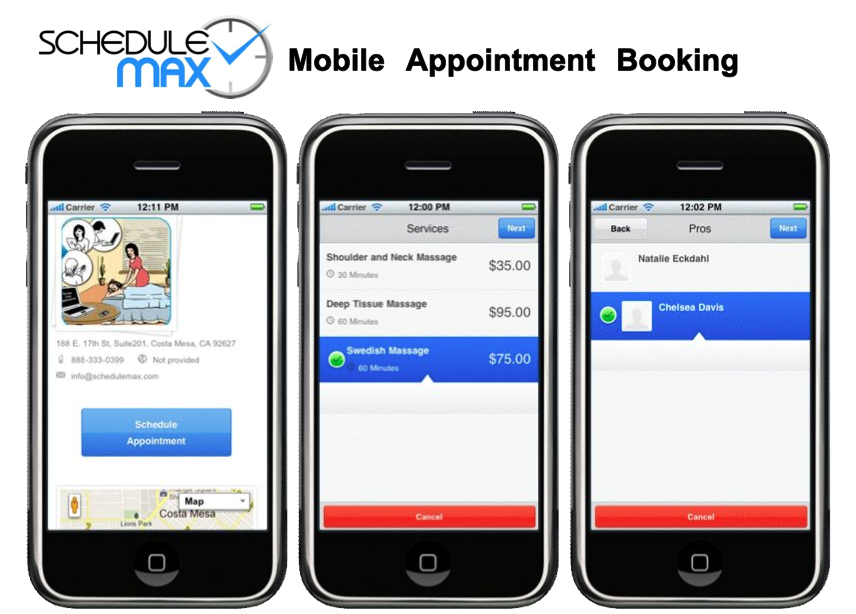 SCHEDULE
MAX
Mobile Appointment Booking
Carrier 12:11 PM
188 E. 17th St, Suite201, Costa Mesa, CA 92627
888-333-0399 Not provided
info@schedulemax.com
Schedule
Appointment
Map
Costa Mesa
Lions Park
Carrier 12:00 PM
Services Next
Shoulder and Neck Massage
$35.00
30 Minutes
Deep Tissue Massage
$95.00
60 Minutes
Swedish Massage
$75.00
60 Minutes
Cancel
Carrier 12:02 PM
Back Pros Next
Natalie Eckdahl
Chelsea Davis
Cancel